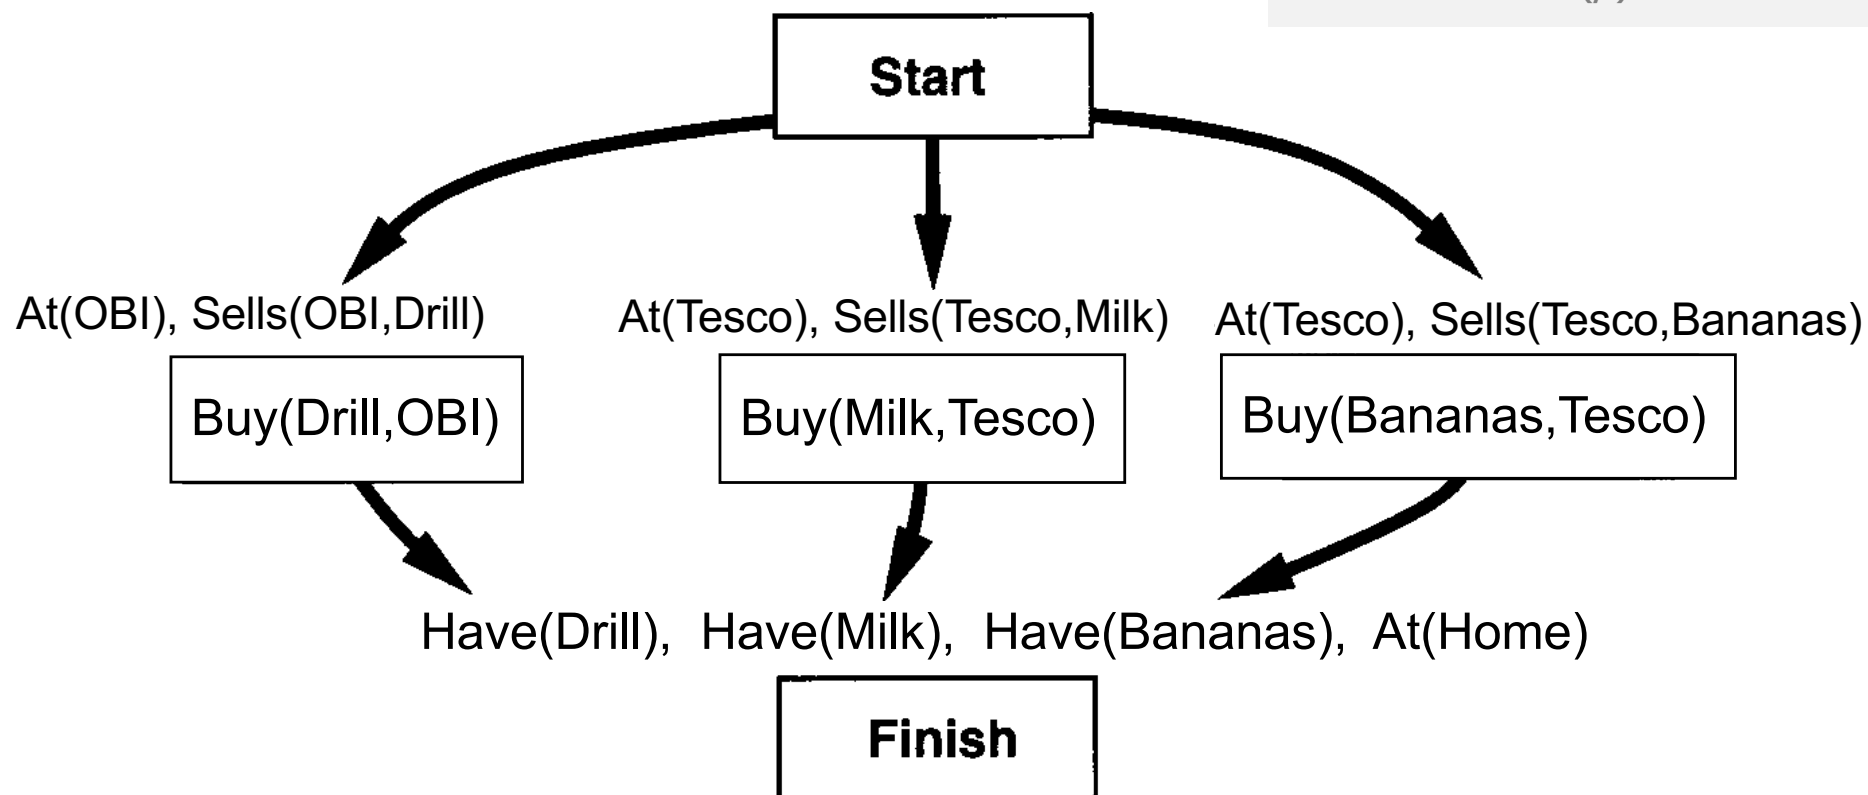 Start
At(OBI), Sells(OBI,Drill)
At(Tesco), Sells(Tesco,Milk)
At(Tesco), Sells(Tesco,Bananas)
Buy(Drill,OBI)
Buy(Milk,Tesco)
Buy(Bananas,Tesco)
Have(Drill), Have(Milk), Have(Bananas), At(Home)
Finish